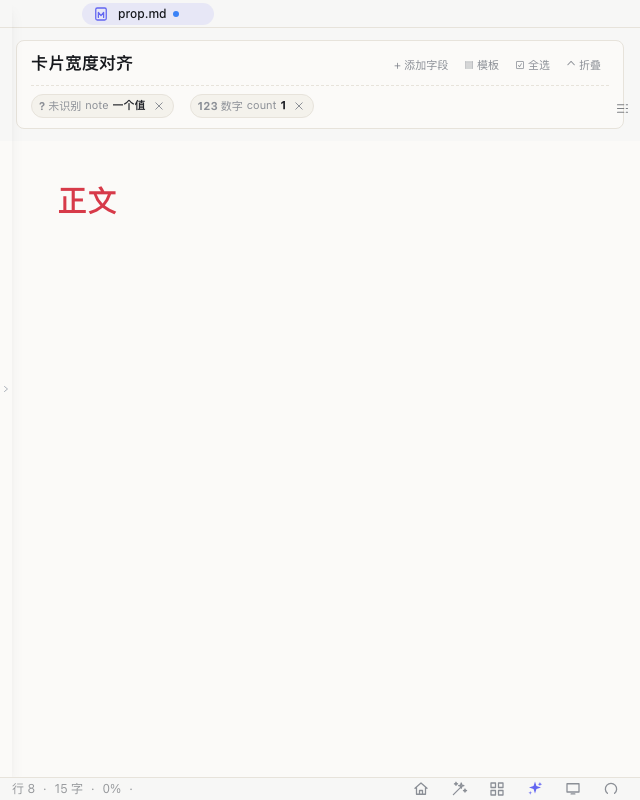 prop.md
卡片宽度对齐
+ 添加字段 模板 全选 折叠
? 未识别 note 一个值 × 123 数字 count 1 ×
正文
行 8 · 15 字 · 0% ·